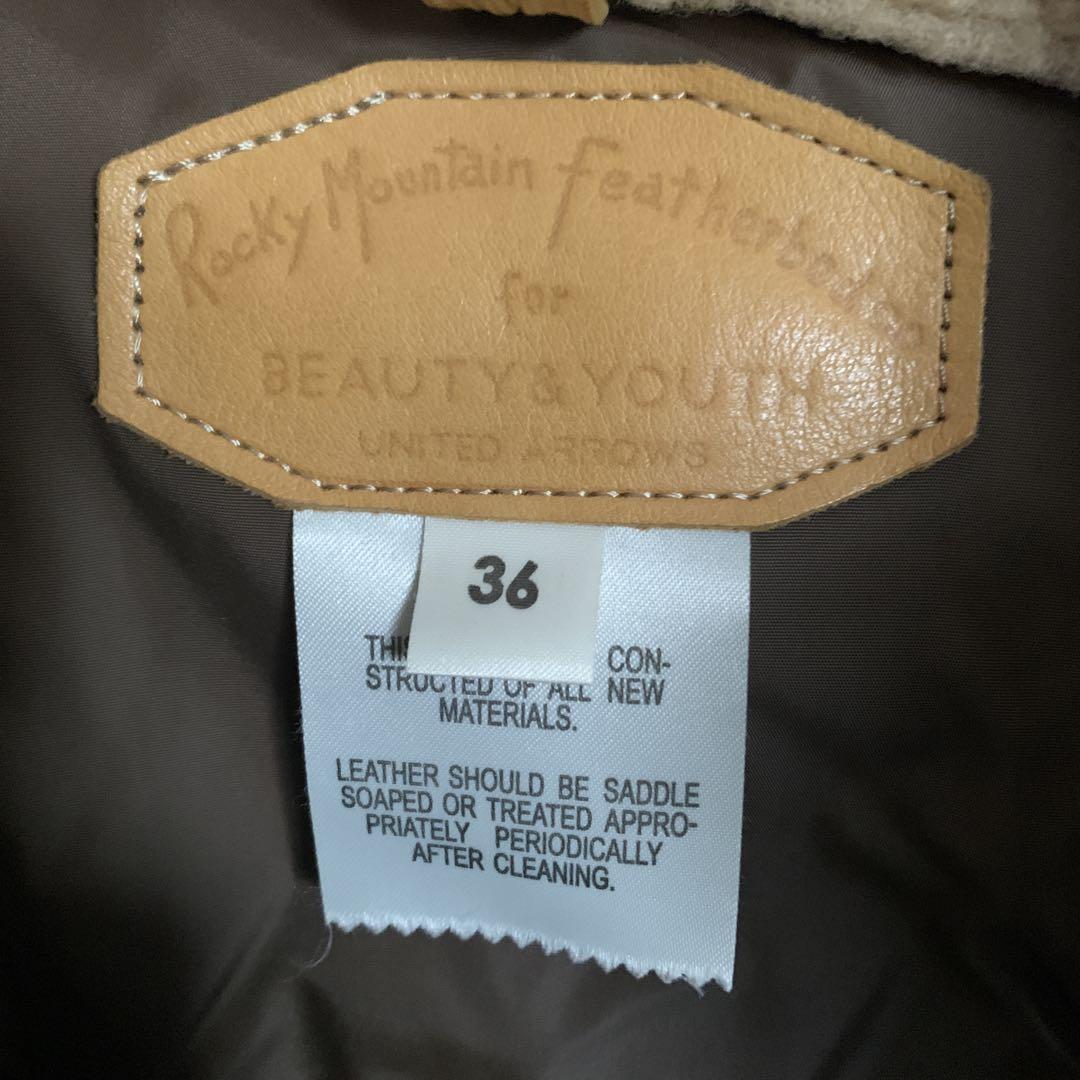 Rocky Mountain Featherbed
for
BEAUTY & YOUTH
UNITED ARROWS
36
THIS CON-
STRUCTED OF ALL NEW
MATERIALS.
LEATHER SHOULD BE SADDLE
SOAPED OR TREATED APPRO-
PRIATELY PERIODICALLY
AFTER CLEANING.